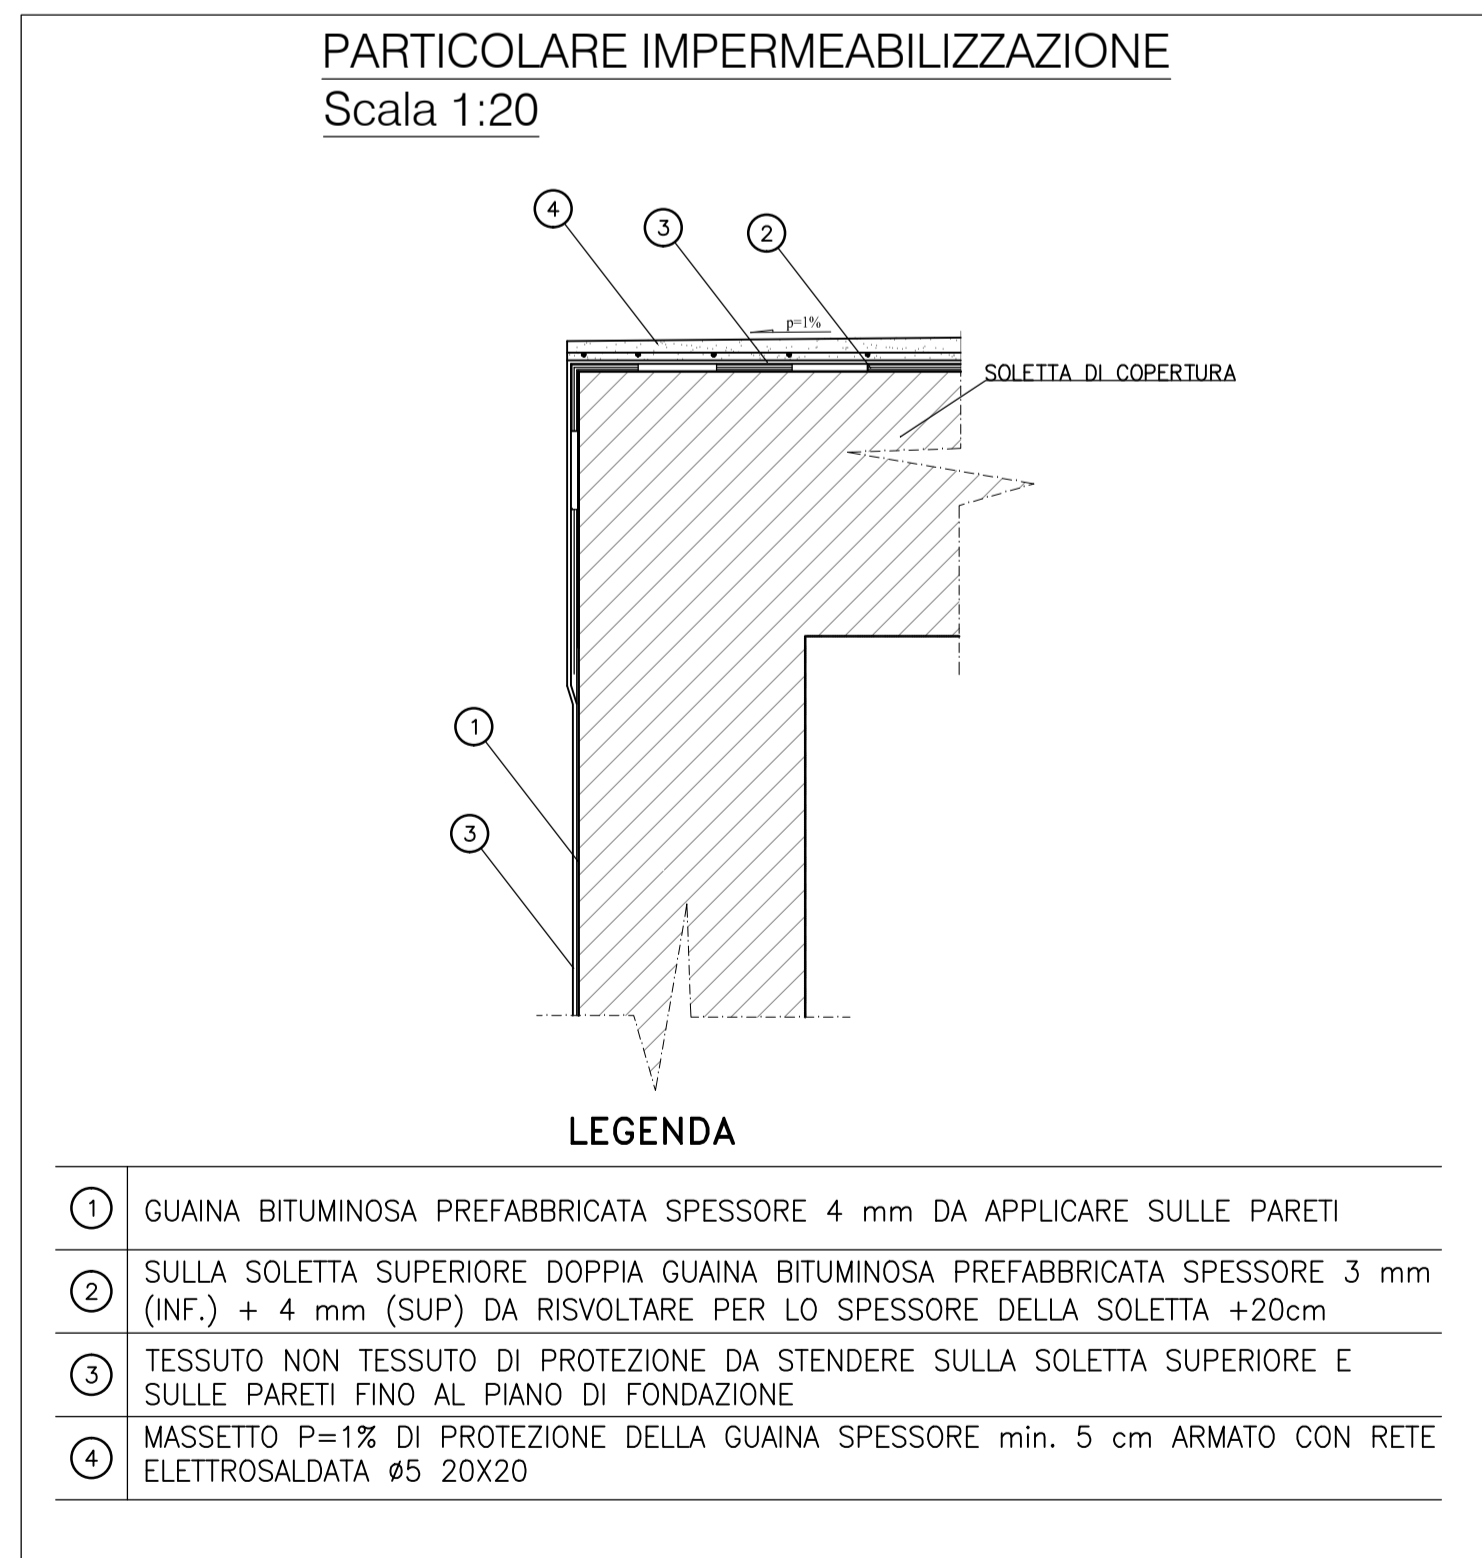 PARTICOLARE IMPERMEABILIZZAZIONE
Scala 1:20
4
3
2
p=1%
SOLETTA DI COPERTURA
1
3
LEGENDA
1 GUAINA BITUMINOSA PREFABBRICATA SPESSORE 4 mm DA APPLICARE SULLE PARETI
2 SULLA SOLETTA SUPERIORE DOPPIA GUAINA BITUMINOSA PREFABBRICATA SPESSORE 3 mm
(INF.) + 4 mm (SUP) DA RISVOLTARE PER LO SPESSORE DELLA SOLETTA +20cm
3 TESSUTO NON TESSUTO DI PROTEZIONE DA STENDERE SULLA SOLETTA SUPERIORE E
SULLE PARETI FINO AL PIANO DI FONDAZIONE
4 MASSETTO P=1% DI PROTEZIONE DELLA GUAINA SPESSORE min. 5 cm ARMATO CON RETE
ELETTROSALDATA ø5 20X20